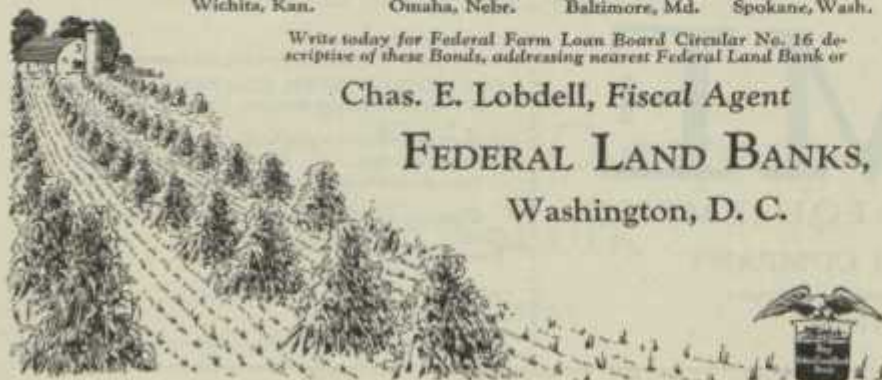 Wichita, Kan. Omaha, Nebr. Baltimore, Md. Spokane, Wash.
Write today for Federal Farm Loan Board Circular No. 16 de-
scriptive of these Bonds, addressing nearest Federal Land Bank or
Chas. E. Lobdell, Fiscal Agent
FEDERAL LAND BANKS,
Washington, D. C.